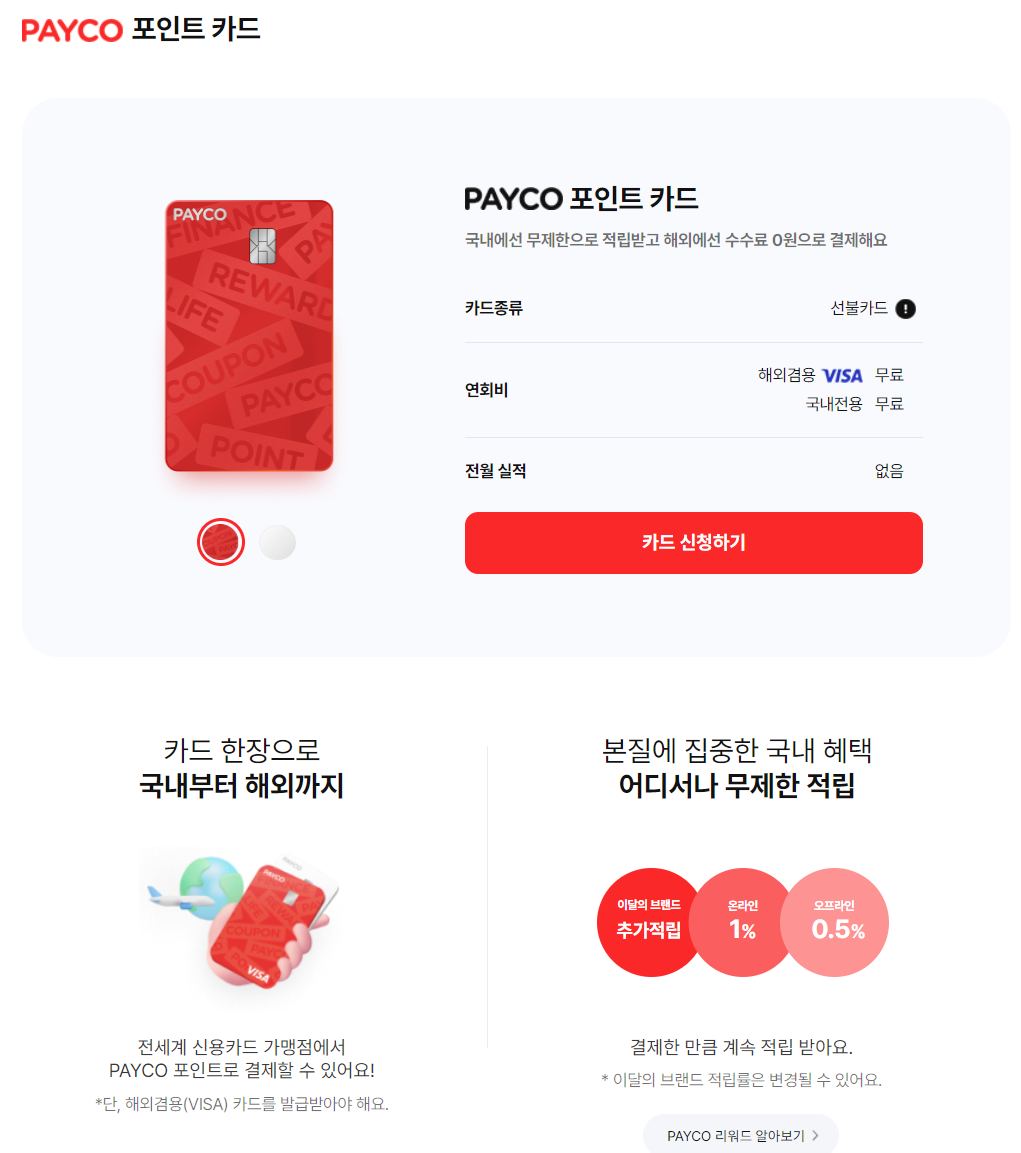 PAYCO 포인트 카드
PAYCO
FINANCE
PAY
REWARD
LIFE
COUPON
PAYCO
POINT
PAYCO 포인트 카드
국내에선 무제한으로 적립받고 해외에선 수수료 0원으로 결제해요
카드종류 선불카드 !
연회비 해외겸용 VISA 무료
국내전용 무료
전월 실적 없음
카드 신청하기
카드 한장으로
국내부터 해외까지
PAYCO
REWARD
LIFE
COUPON
PAYCO
VISA
전세계 신용카드 가맹점에서
PAYCO 포인트로 결제할 수 있어요!
*단, 해외겸용(VISA) 카드를 발급받아야 해요.
본질에 집중한 국내 혜택
어디서나 무제한 적립
이달의 브랜드 온라인 오프라인
추가적립 1% 0.5%
결제한 만큼 계속 적립 받아요.
* 이달의 브랜드 적립률은 변경될 수 있어요.
PAYCO 리워드 알아보기 >